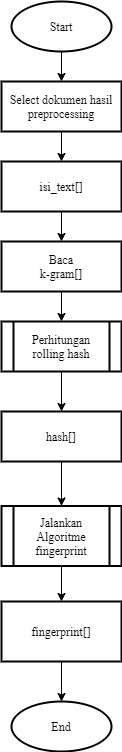 Start
Select dokumen hasil
preprocessing
isi_text[]
Baca
k-gram[]
Perhitungan
rolling hash
hash[]
Jalankan
Algoritme
fingerprint
fingerprint[]
End